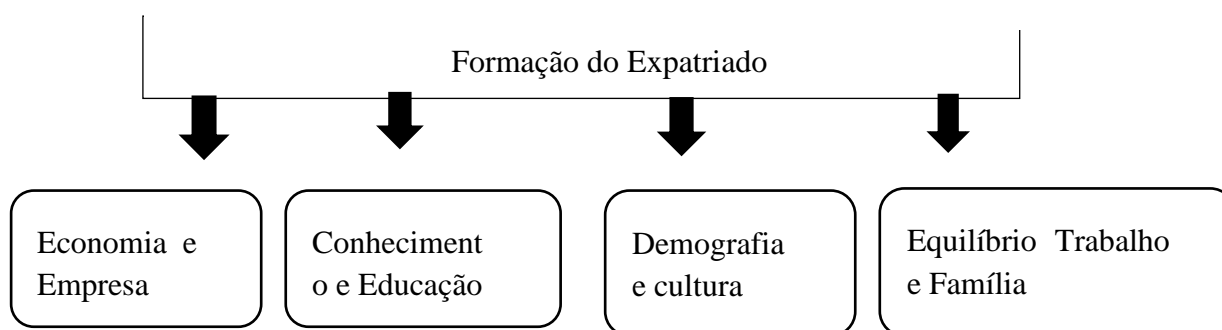 Formação do Expatriado
Economia e
Empresa
Conheciment
o e Educação
Demografia
e cultura
Equilíbrio Trabalho
e Família